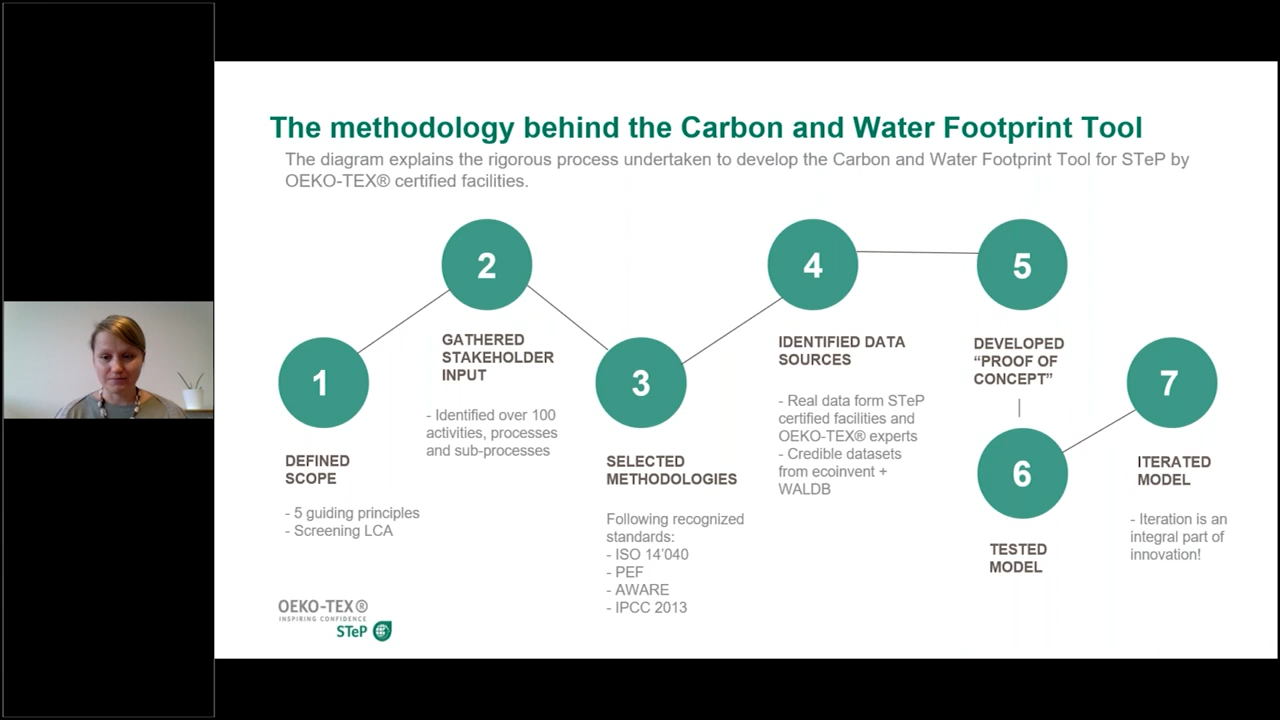 The methodology behind the Carbon and Water Footprint Tool
The diagram explains the rigorous process undertaken to develop the Carbon and Water Footprint Tool for STeP by
OEKO-TEX® certified facilities.
1
DEFINED
SCOPE
- 5 guiding principles
- Screening LCA
2
GATHERED
STAKEHOLDER
INPUT
- Identified over 100
activities, processes
and sub-processes
3
SELECTED
METHODOLOGIES
Following recognized
standards:
- ISO 14'040
- PEF
- AWARE
- IPCC 2013
4
IDENTIFIED DATA
SOURCES
- Real data form STeP
certified facilities and
OEKO-TEX® experts
- Credible datasets
from ecoinvent +
WALDB
5
DEVELOPED
“PROOF OF
CONCEPT”
6
TESTED
MODEL
7
ITERATED
MODEL
- Iteration is an
integral part of
innovation!
OEKO-TEX®
INSPIRING CONFIDENCE
STeP